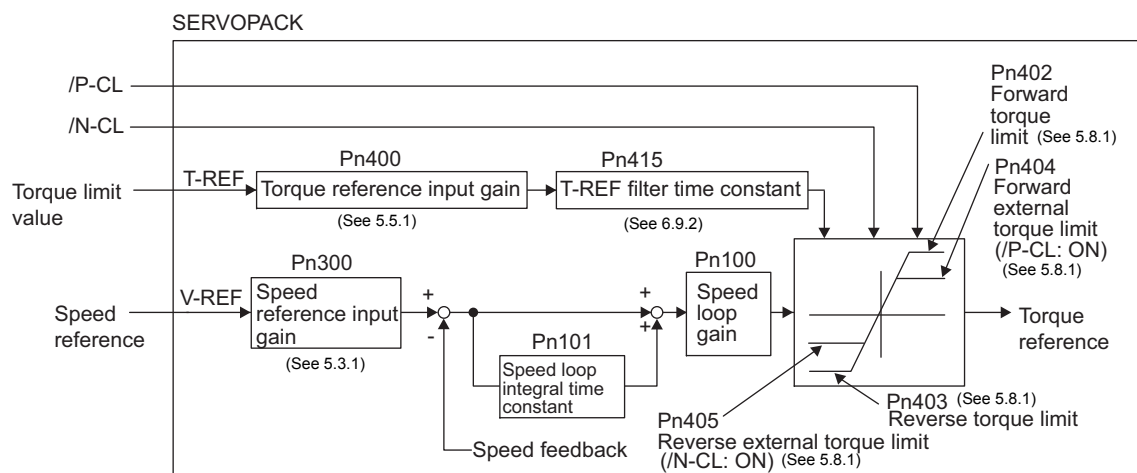 SERVOPACK
/P-CL
/N-CL
Torque limit
value
T-REF
Pn400
Torque reference input gain
(See 5.5.1)
Pn415
T-REF filter time constant
(See 6.9.2)
Pn402
Forward
torque
limit (See 5.8.1)
Pn404
Forward
external
torque limit
(/P-CL: ON)
(See 5.8.1)
Speed
reference
V-REF
Pn300
Speed
reference input
gain
(See 5.3.1)
+
-
Pn101
Speed loop
integral time
constant
+
+
Pn100
Speed
loop
gain
Torque
reference
Speed feedback
Pn405
Reverse external torque limit
(/N-CL: ON) (See 5.8.1)
Pn403 (See 5.8.1)
Reverse torque limit